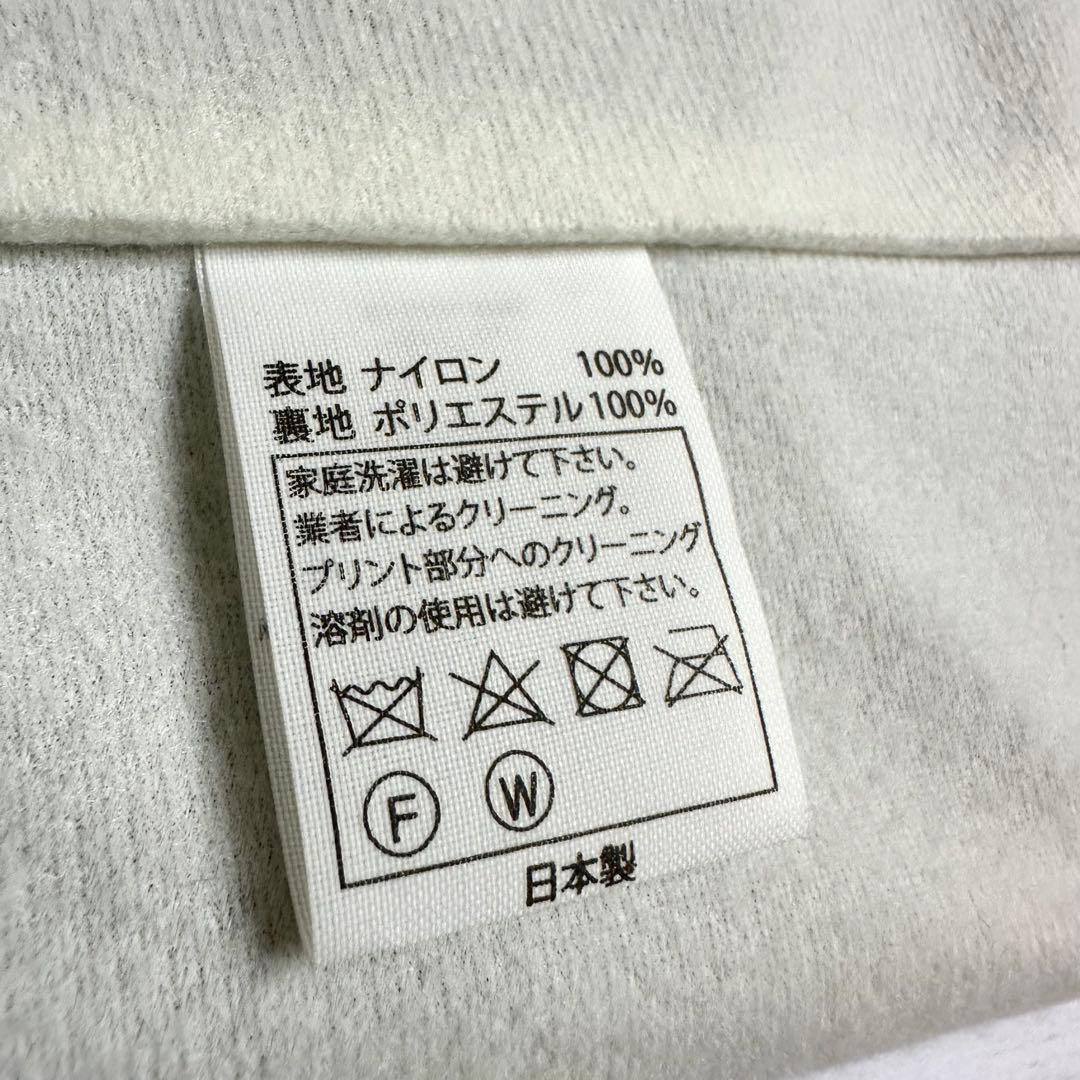 表地 ナイロン 100%
裏地 ポリエステル100%
家庭洗濯は避けて下さい。
業者によるクリーニング。
プリント部分へのクリーニング
溶剤の使用は避けて下さい。
F W
日本製